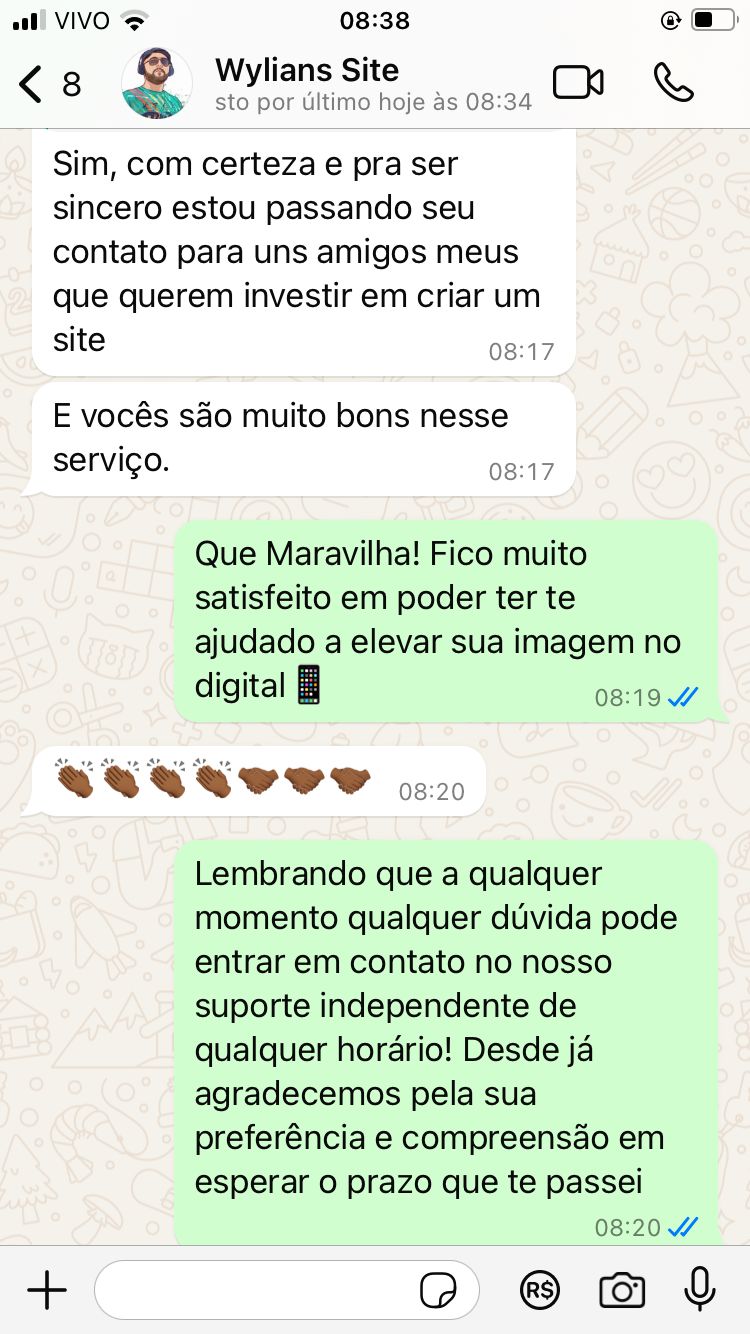 VIVO
08:38
8
Wylians Site
sto por último hoje às 08:34
Sim, com certeza e pra ser
sincero estou passando seu
contato para uns amigos meus
que querem investir em criar um
site
08:17
E vocês são muito bons nesse
serviço.
08:17
Que Maravilha! Fico muito
satisfeito em poder ter te
ajudado a elevar sua imagem no
digital 📱
08:19
👏🏾👏🏾👏🏾👏🏾🤝🏾🤝🏾🤝🏾
08:20
Lembrando que a qualquer
momento qualquer dúvida pode
entrar em contato no nosso
suporte independente de
qualquer horário! Desde já
agradecemos pela sua
preferência e compreensão em
esperar o prazo que te passei
08:20
R$